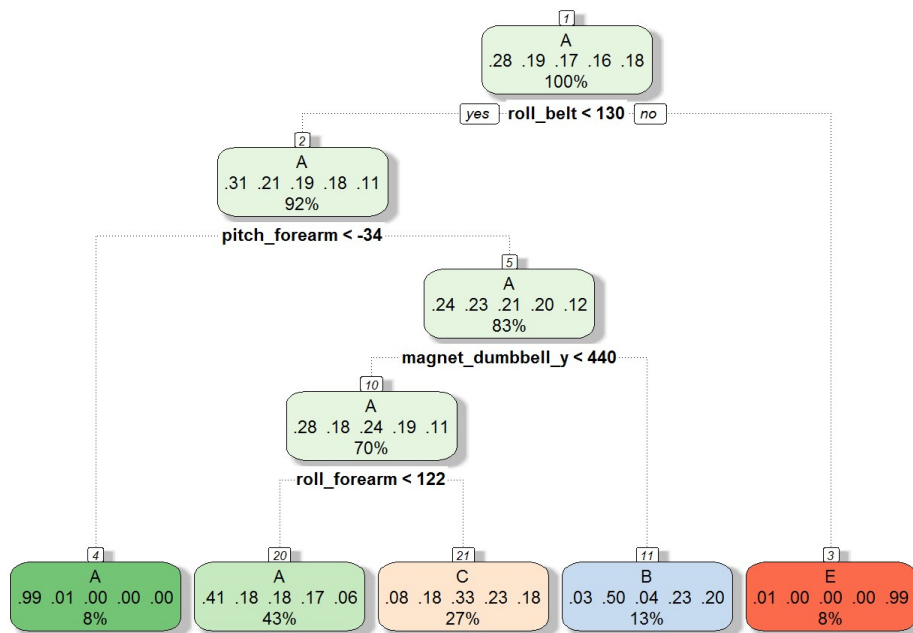 1
A
.28 .19 .17 .16 .18
100%
yes roll_belt < 130 no
2
A
.31 .21 .19 .18 .11
92%
pitch_forearm < -34
5
A
.24 .23 .21 .20 .12
83%
magnet_dumbbell_y < 440
10
A
.28 .18 .24 .19 .11
70%
roll_forearm < 122
4
A
.99 .01 .00 .00 .00
8%
20
A
.41 .18 .18 .17 .06
43%
21
C
.08 .18 .33 .23 .18
27%
11
B
.03 .50 .04 .23 .20
13%
3
E
.01 .00 .00 .00 .99
8%